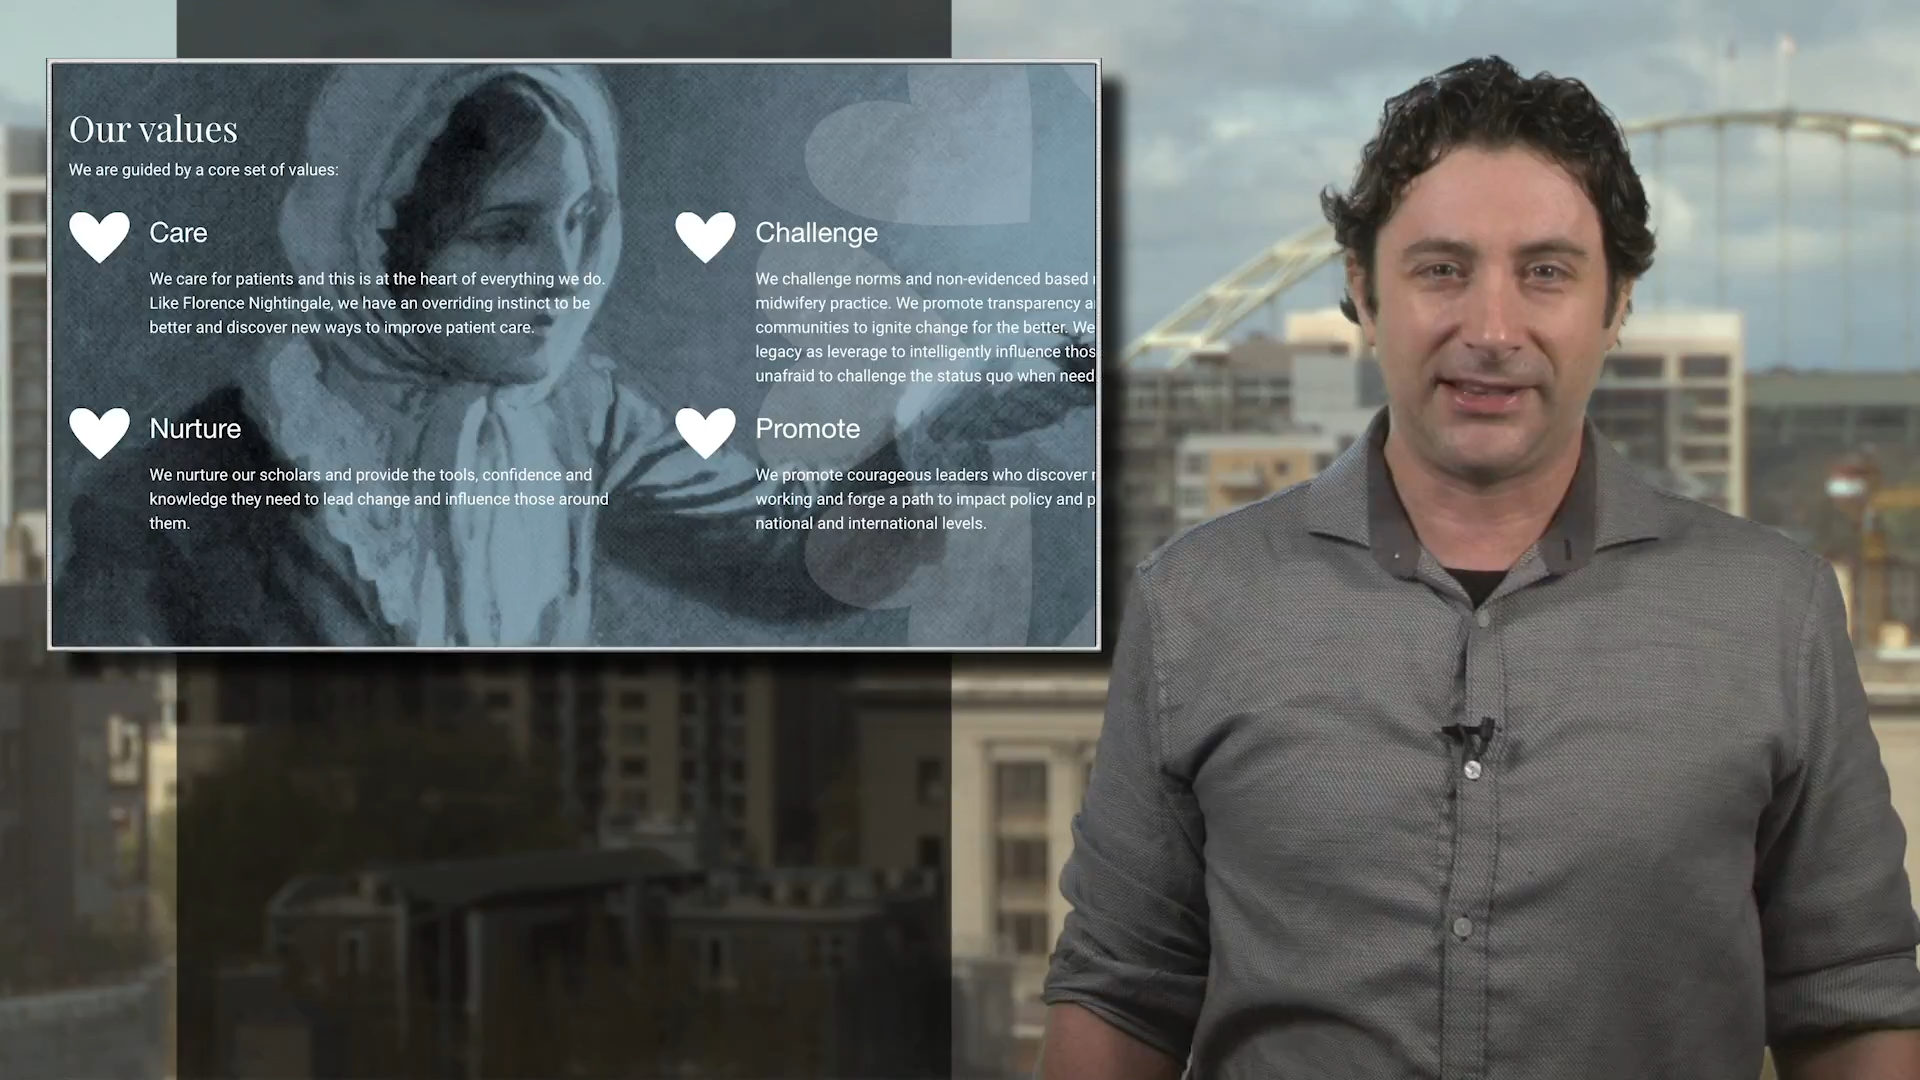 Our values
We are guided by a core set of values:
Care
We care for patients and this is at the heart of everything we do.
Like Florence Nightingale, we have an overriding instinct to be
better and discover new ways to improve patient care.
Challenge
We challenge norms and non-evidenced based
midwifery practice. We promote transparency
communities to ignite change for the better. We
legacy as leverage to intelligently influence
unafraid to challenge the status quo when
Nurture
We nurture our scholars and provide the tools, confidence and
knowledge they need to lead change and influence those around
them.
Promote
We promote courageous leaders who discover
working and forge a path to impact policy and
national and international levels.